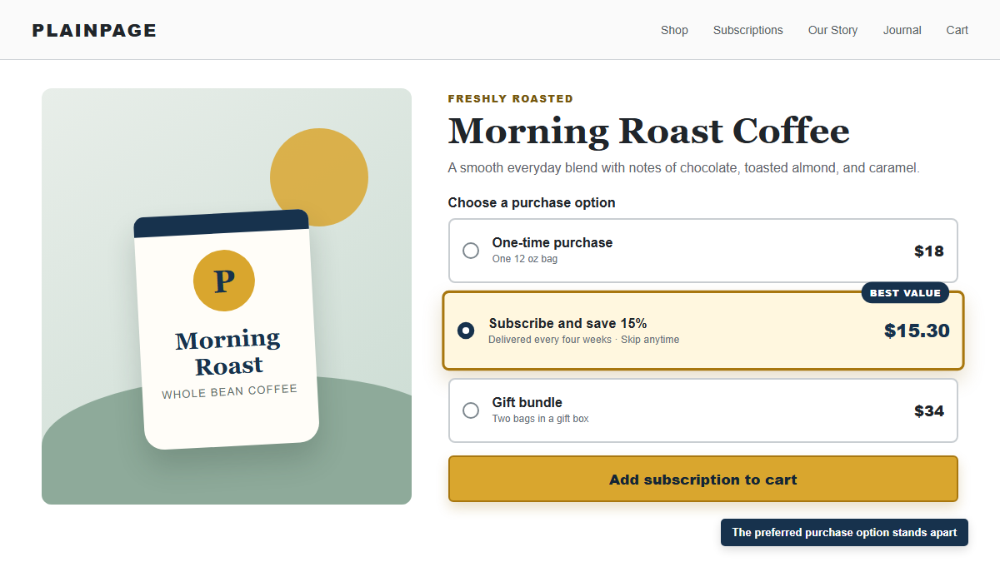 PLAINPAGE
Shop Subscriptions Our Story Journal Cart
P
Morning
Roast
WHOLE BEAN COFFEE
FRESHLY ROASTED
Morning Roast Coffee
A smooth everyday blend with notes of chocolate, toasted almond, and caramel.
Choose a purchase option
One-time purchase
One 12 oz bag
$18
BEST VALUE
Subscribe and save 15%
Delivered every four weeks · Skip anytime
$15.30
Gift bundle
Two bags in a gift box
$34
Add subscription to cart
The preferred purchase option stands apart